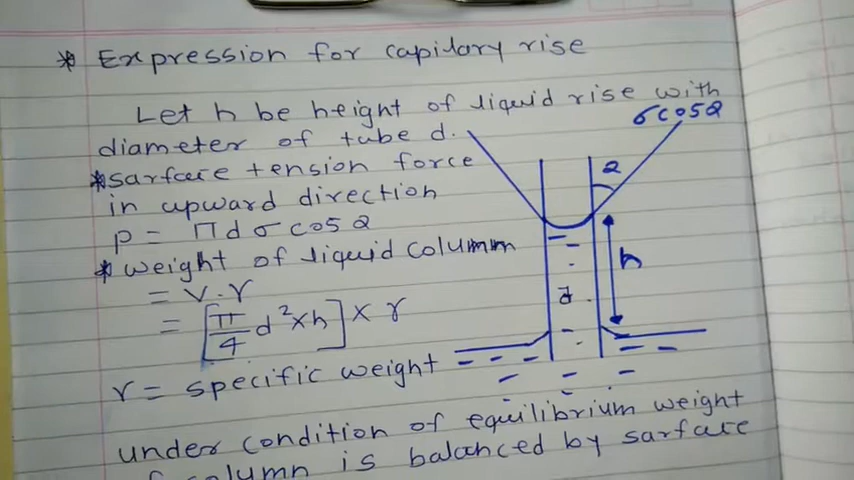 * Expression for capilary rise
Let h be height of liquid rise with
diameter of tube d.
σcosα
α
*sarface tension force
in upward direction
p = πdσcosα
* weight of liquid column
= V.γ
= [π/4 d²×h] × γ
h
d
γ = specific weight
under condition of equilibrium weight
column is balanced by sarface